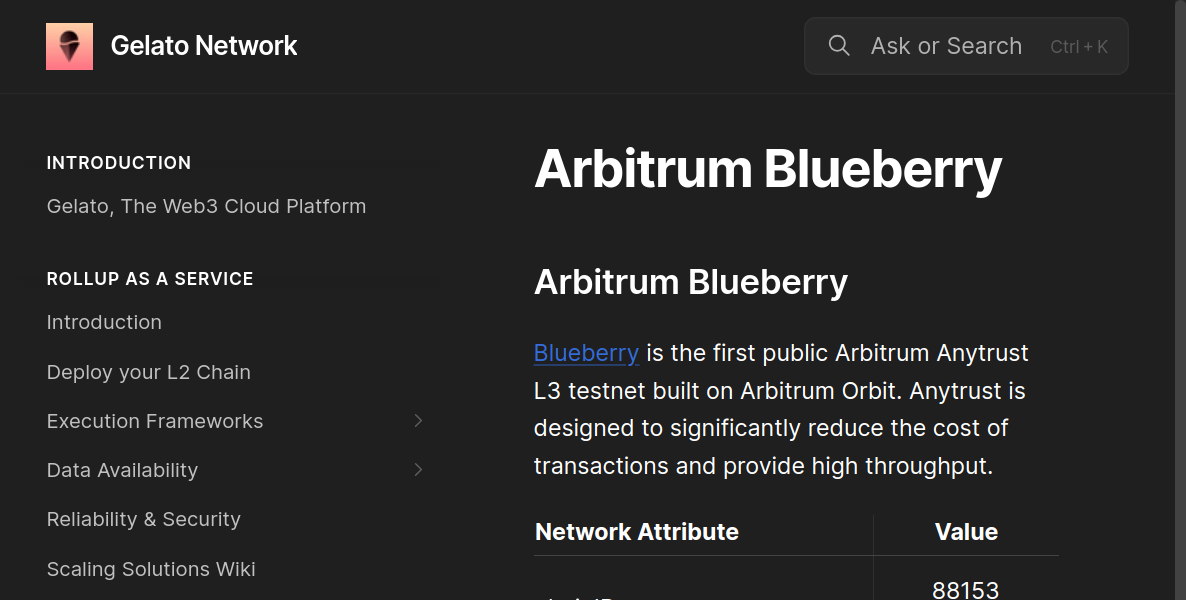 Gelato Network
Ask or Search Ctrl + K
INTRODUCTION
Gelato, The Web3 Cloud Platform
ROLLUP AS A SERVICE
Introduction
Deploy your L2 Chain
Execution Frameworks
Data Availability
Reliability & Security
Scaling Solutions Wiki
Arbitrum Blueberry
Arbitrum Blueberry
Blueberry is the first public Arbitrum Anytrust
L3 testnet built on Arbitrum Orbit. Anytrust is
designed to significantly reduce the cost of
transactions and provide high throughput.
Network Attribute Value
88153